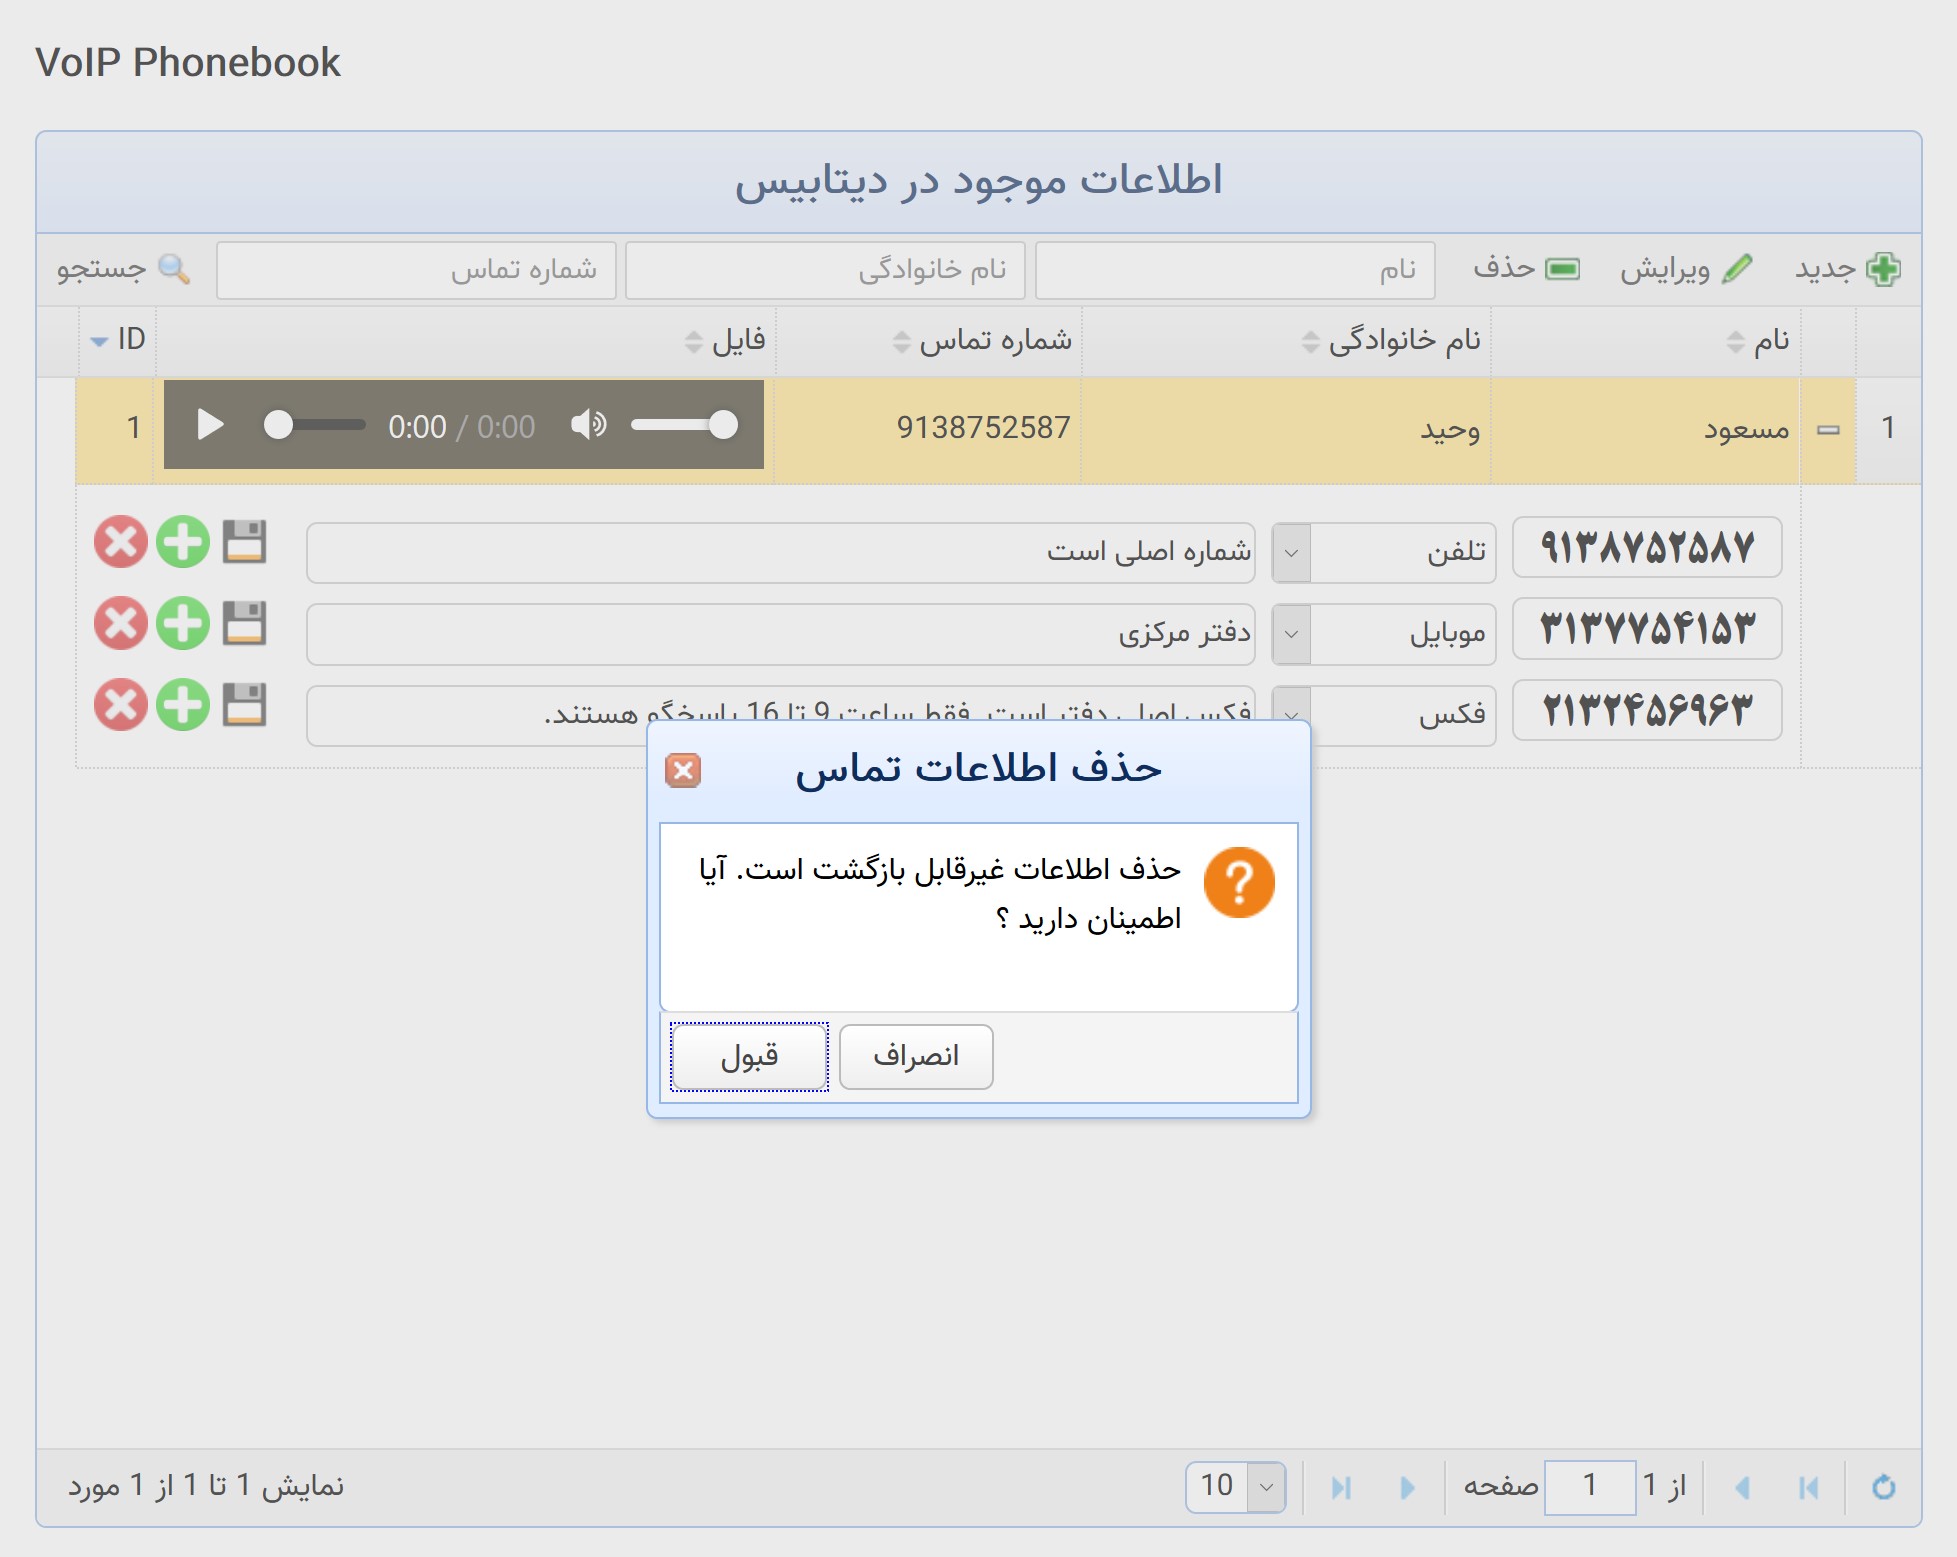 VoIP Phonebook
اطلاعات موجود در دیتابیس
جدید ویرایش حذف نام نام خانوادگی شماره تماس جستجو
نام نام خانوادگی شماره تماس فایل ID
1 مسعود وحید 9138752587 0:00 / 0:00 1
۹۱۳۸۷۵۲۵۸۷ تلفن شماره اصلی است
۳۱۳۷۷۵۴۱۵۳ موبایل دفتر مرکزی
۲۱۳۲۴۵۶۹۶۳ فکس فکس اصلی دفتر است. فقط ساعت 9 تا 16 پاسخگو هستند.
حذف اطلاعات تماس
حذف اطلاعات غیرقابل بازگشت است. آیا
اطمینان دارید ؟
انصراف قبول
صفحه 1 از 1 10 نمایش 1 تا 1 از 1 مورد